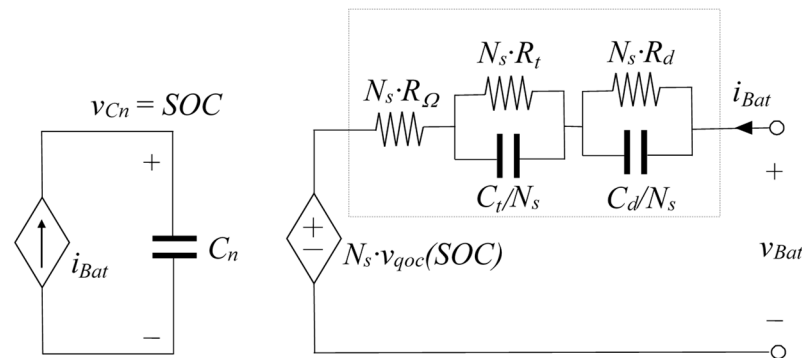 v_Cn = SOC
+
i_Bat
C_n
−
N_s·R_Ω
N_s·R_t
C_t/N_s
N_s·R_d
C_d/N_s
i_Bat
+
−
N_s·v_qoc(SOC)
+
v_Bat
−